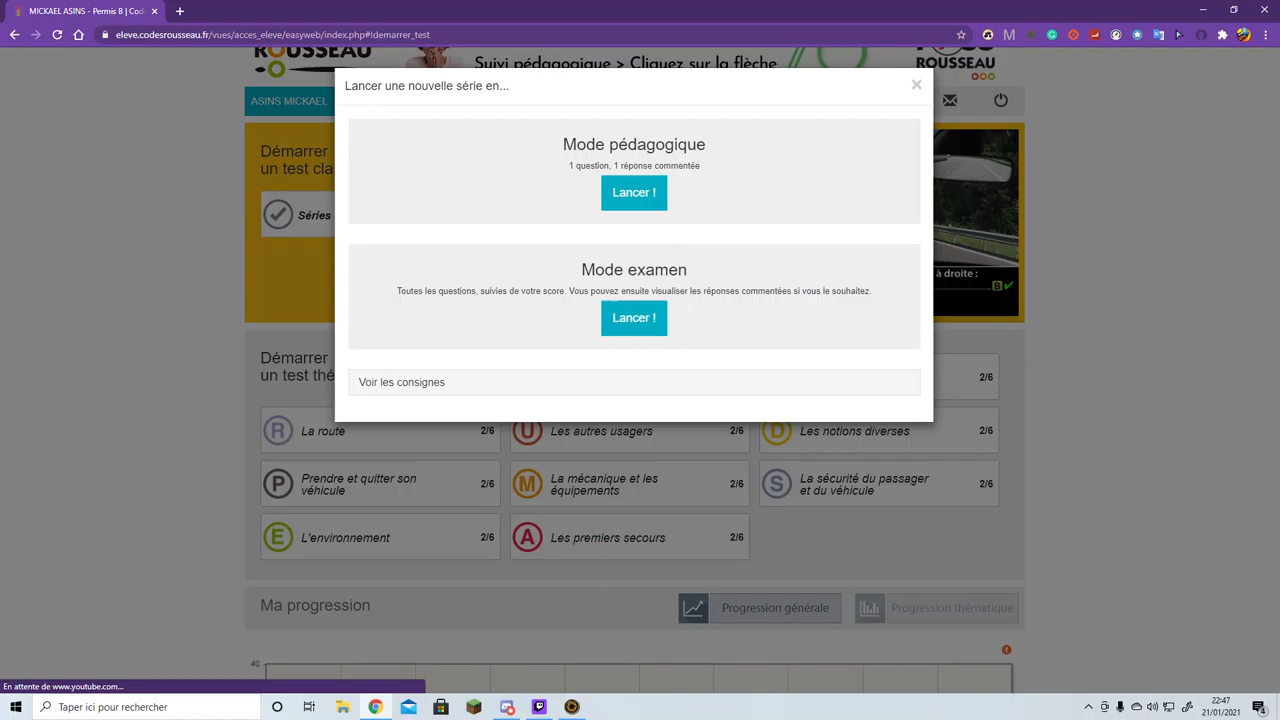 MICKAEL ASINS - Permis B | Cod
eleve.codesrousseau.fr/vues/acces_eleve/easyweb/index.php#!demarrer_test
ROUSSEAU
Suivi pédagogique > Cliquez sur la flèche
ROUSSEAU
Lancer une nouvelle série en...
×
ASINS MICKAEL
Mode pédagogique
1 question, 1 réponse commentée
Lancer !
Démarrer
un test cla
Séries
Mode examen
Toutes les questions, suivies de votre score. Vous pouvez ensuite visualiser les réponses commentées si vous le souhaitez.
Lancer !
à droite :
B
Voir les consignes
Démarrer
un test thé
2/6
R La route 2/6
U Les autres usagers 2/6
D Les notions diverses 2/6
P Prendre et quitter son
véhicule 2/6
M La mécanique et les
équipements 2/6
S La sécurité du passager
et du véhicule 2/6
E L'environnement 2/6
A Les premiers secours 2/6
Ma progression
Progression générale
Progression thématique
40
En attente de www.youtube.com...
Taper ici pour rechercher
22:47
21/01/2021